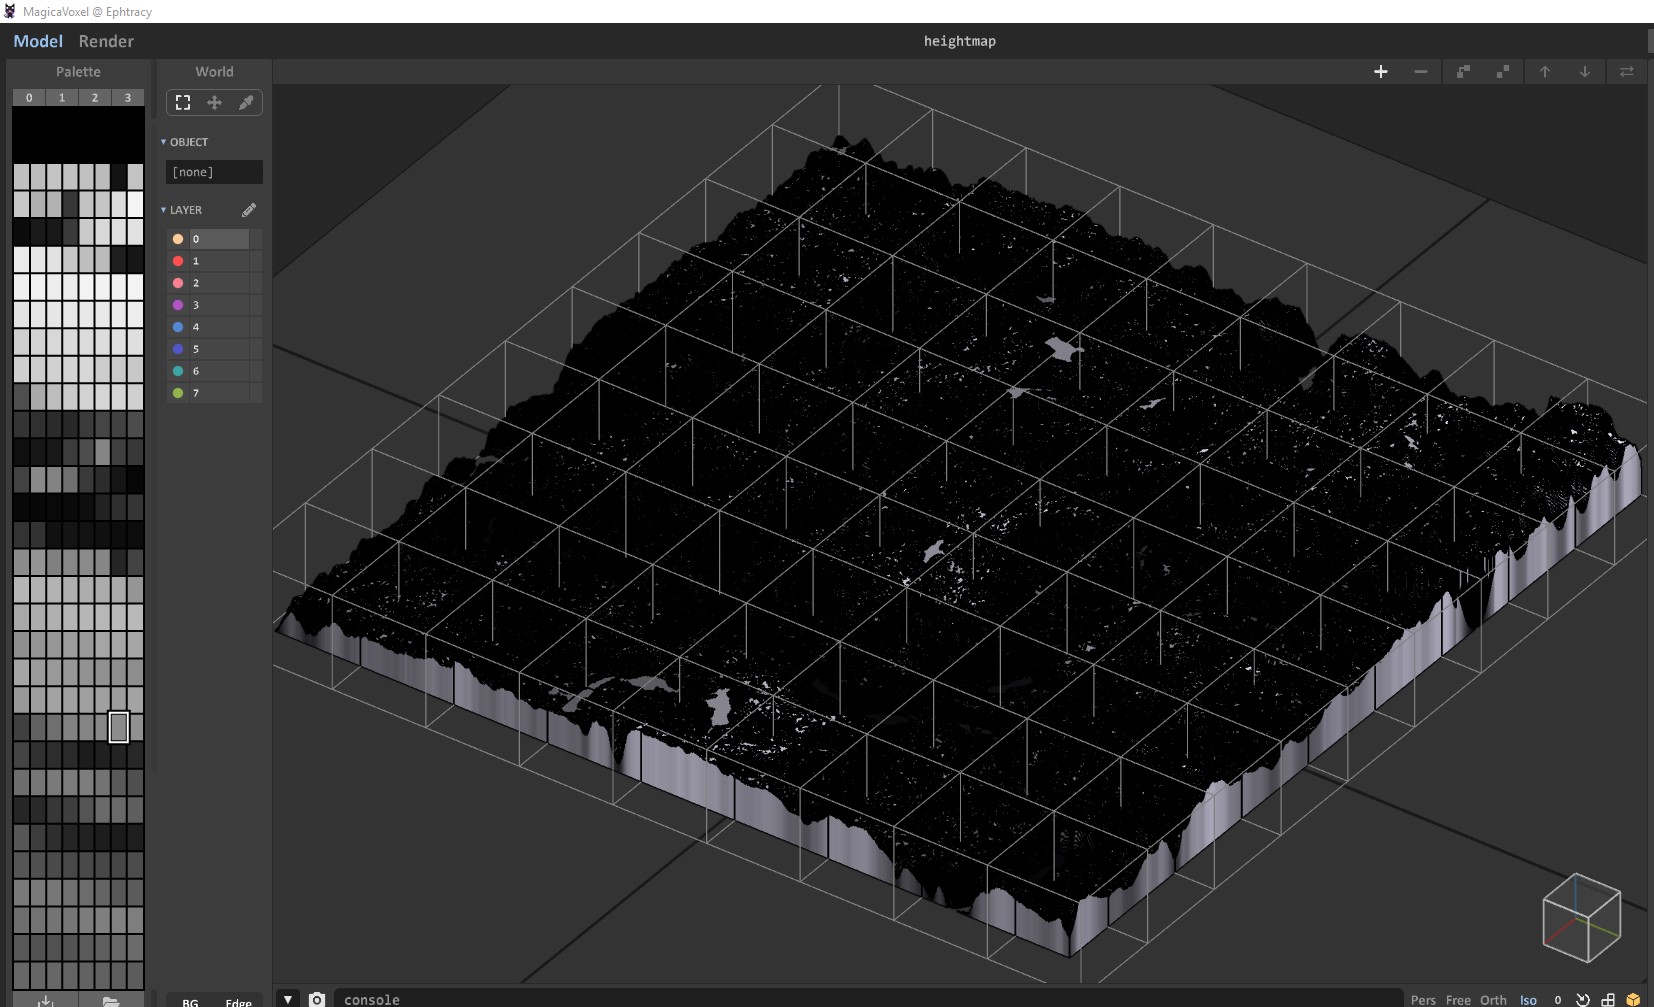 MagicaVoxel @ Ephtracy
Model Render
heightmap
Palette
World
0 1 2 3
OBJECT
[none]
LAYER
0
1
2
3
4
5
6
7
BG Edge
console
Pers Free Orth Iso 0